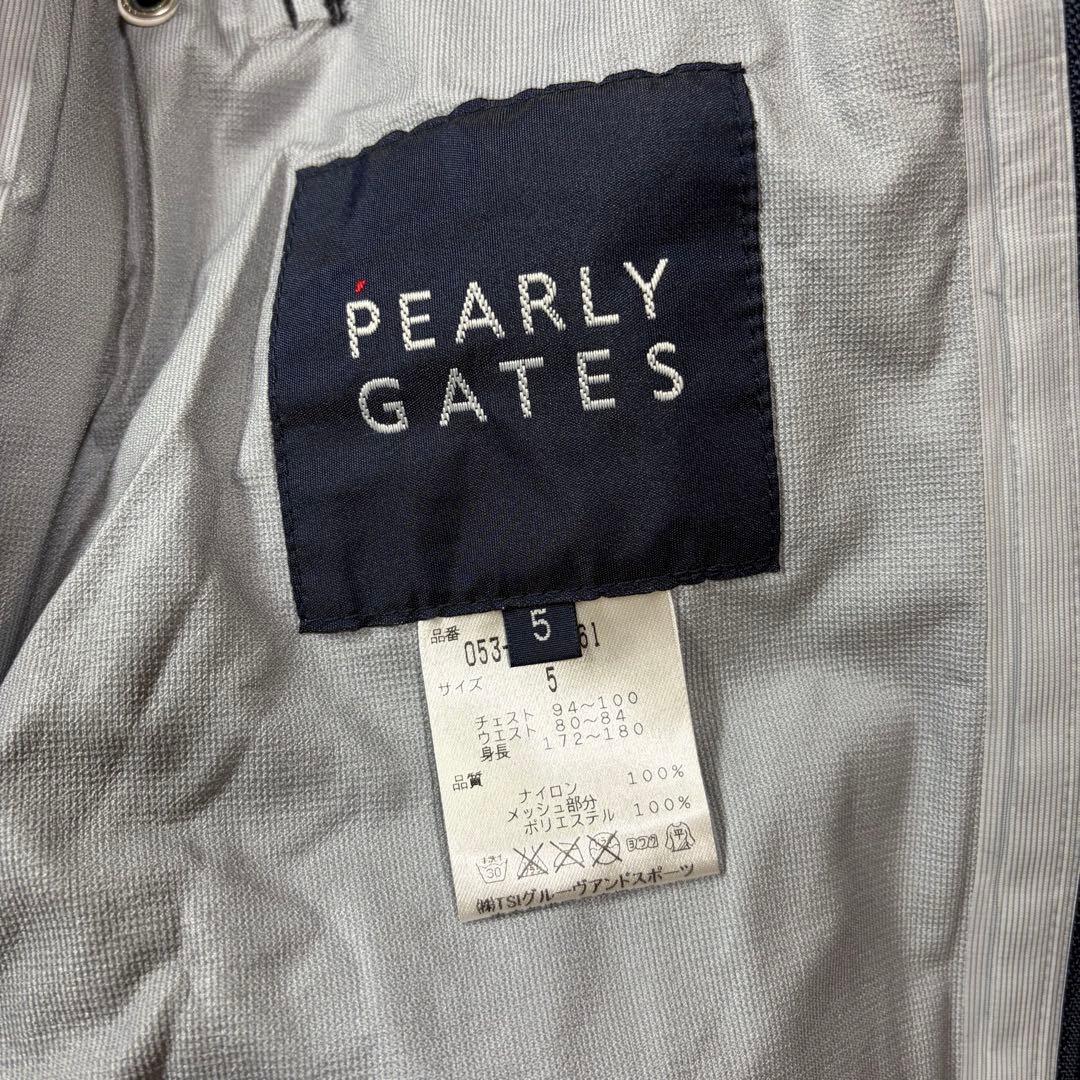 PEARLY
GATES
5
品番
053- 61
サイズ 5
チェスト 94～100
ウエスト 80～84
身長 172～180
品質
ナイロン 100%
メッシュ部分
ポリエステル 100%
30 平
㈱TSIグルーヴアンドスポーツ